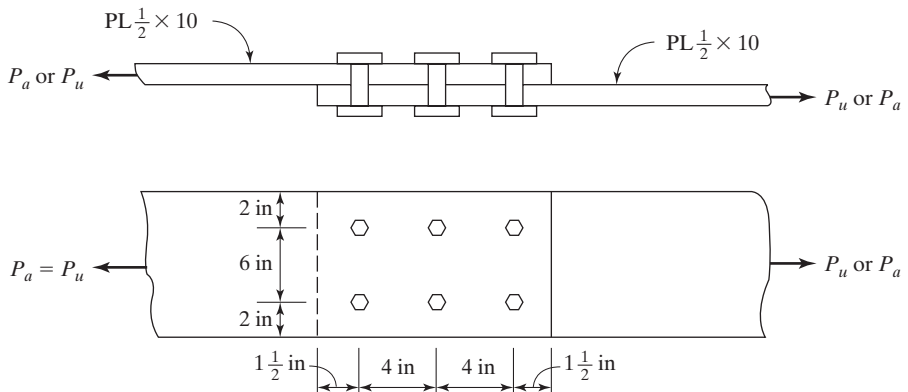 PL 1/2 × 10
PL 1/2 × 10
P_a or P_u
P_u or P_a
2 in
6 in
2 in
P_a = P_u
P_u or P_a
1 1/2 in
4 in
4 in
1 1/2 in